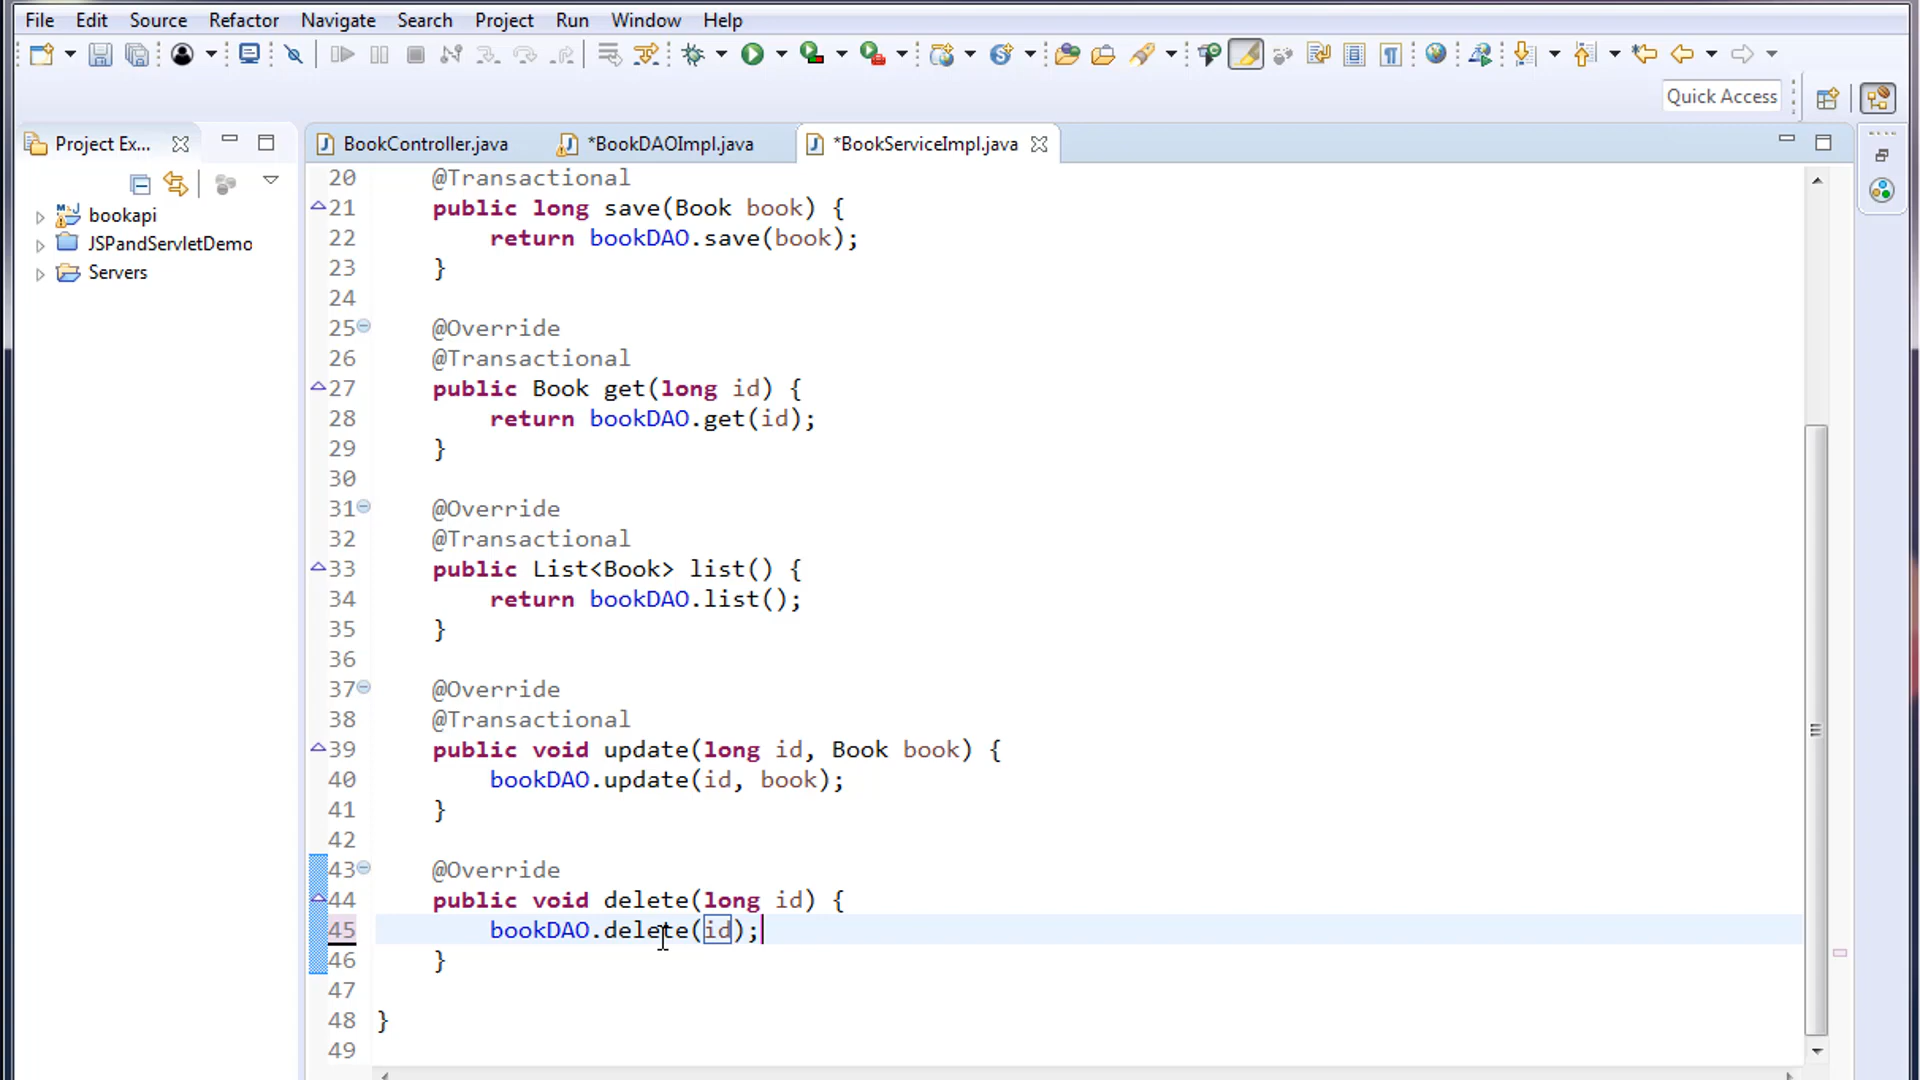 File Edit Source Refactor Navigate Search Project Run Window Help
Quick Access
Project Ex...
BookController.java
*BookDAOImpl.java
*BookServiceImpl.java
bookapi
JSPandServletDemo
Servers
20 @Transactional
21 public long save(Book book) {
22 return bookDAO.save(book);
23 }
24
25 @Override
26 @Transactional
27 public Book get(long id) {
28 return bookDAO.get(id);
29 }
30
31 @Override
32 @Transactional
33 public List<Book> list() {
34 return bookDAO.list();
35 }
36
37 @Override
38 @Transactional
39 public void update(long id, Book book) {
40 bookDAO.update(id, book);
41 }
42
43 @Override
44 public void delete(long id) {
45 bookDAO.delete(id);
46 }
47
48 }
49